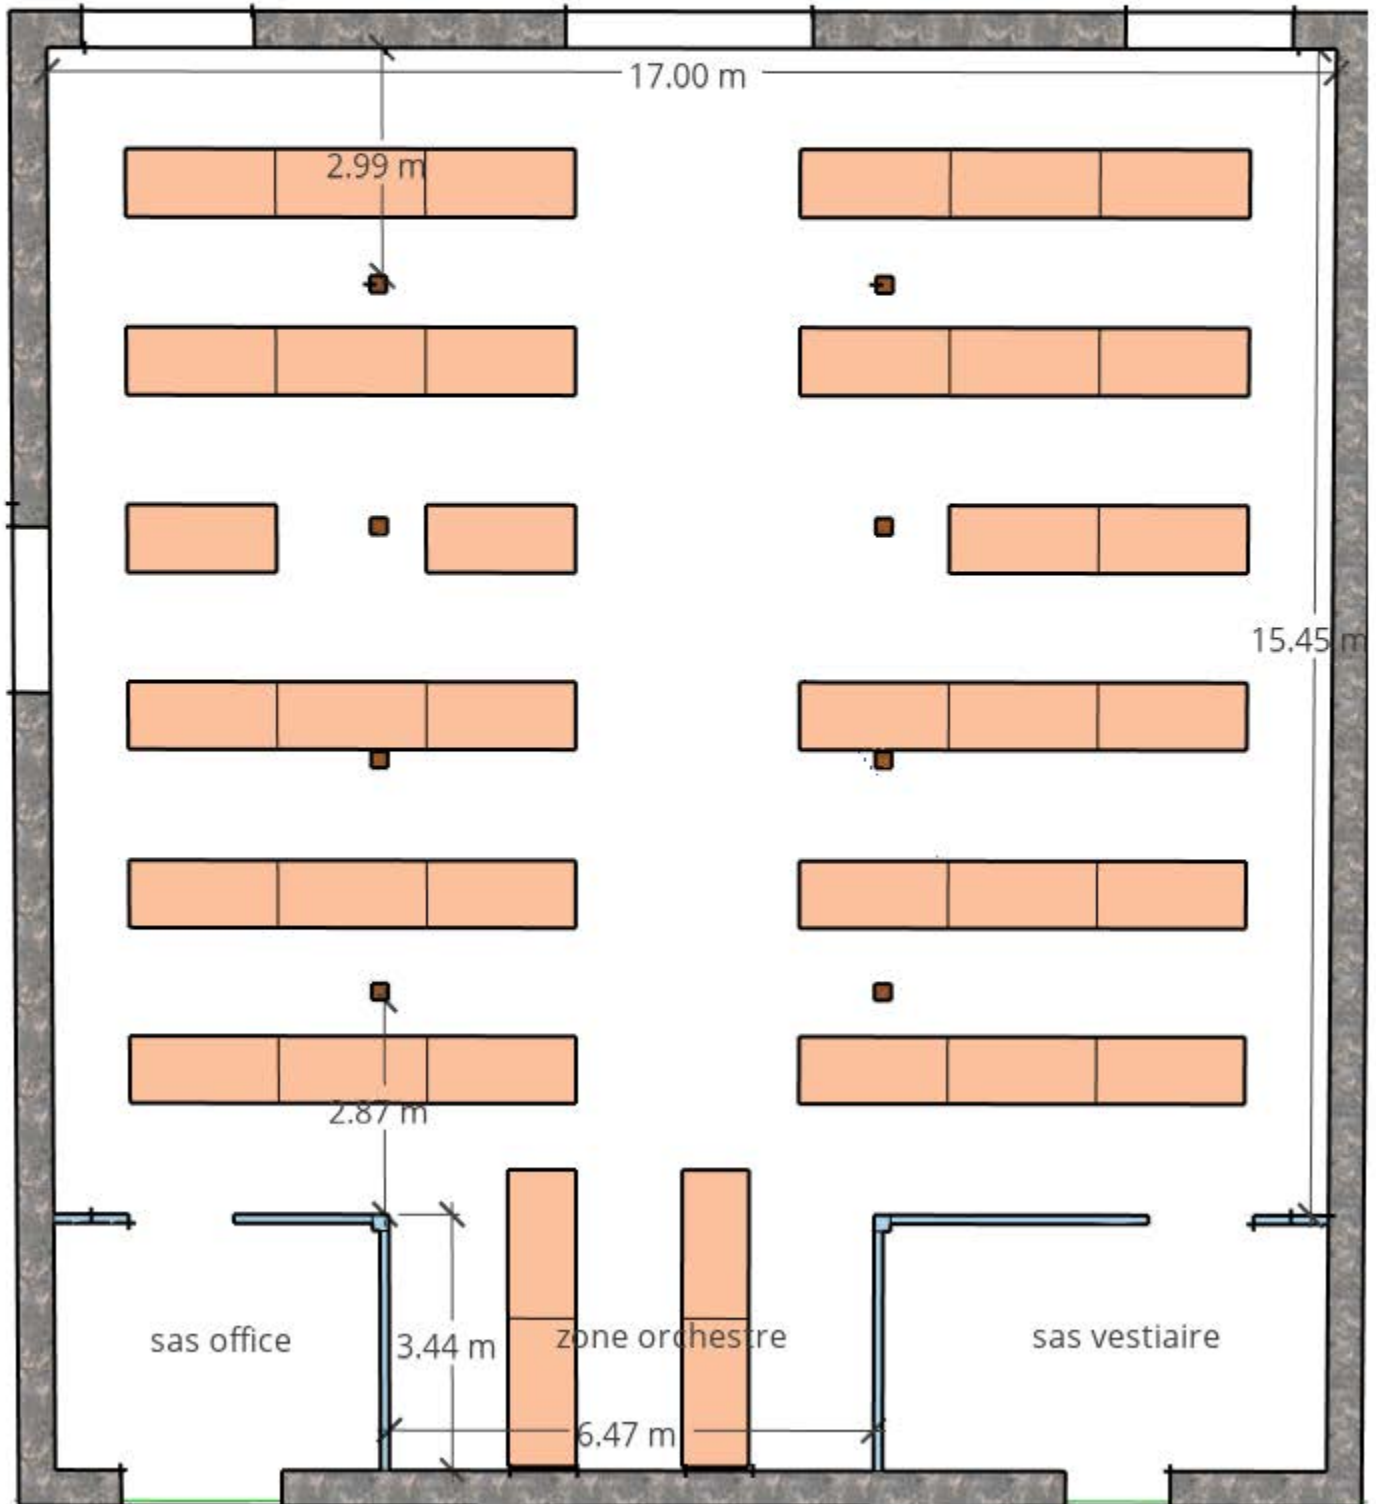 17.00 m
2.99 m
15.45 m
2.87 m
sas office
3.44 m
zone orchestre
sas vestiaire
6.47 m